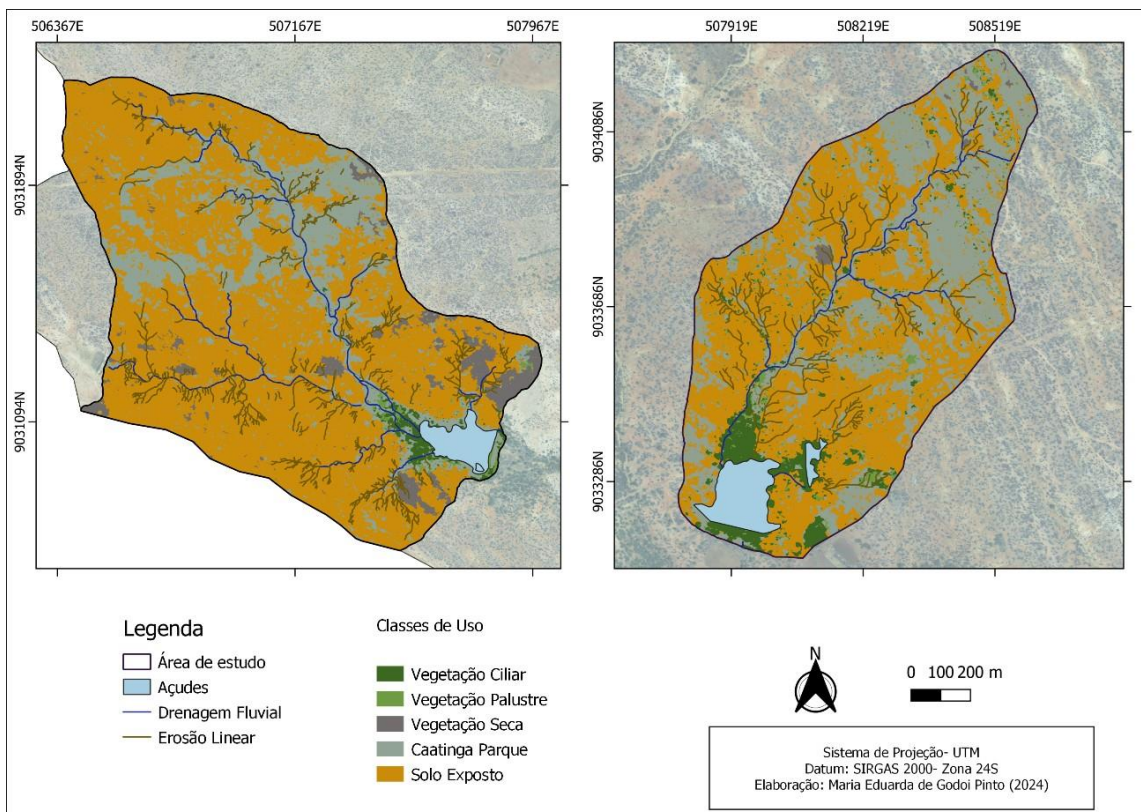 506367E 507167E 507967E
507919E 508219E 508519E
9031894N
9031094N
9034086N
9033686N
9033286N
Legenda
Área de estudo
Açudes
Drenagem Fluvial
Erosão Linear
Classes de Uso
Vegetação Ciliar
Vegetação Palustre
Vegetação Seca
Caatinga Parque
Solo Exposto
N
0 100 200 m
Sistema de Projeção- UTM
Datum: SIRGAS 2000- Zona 24S
Elaboração: Maria Eduarda de Godoi Pinto (2024)